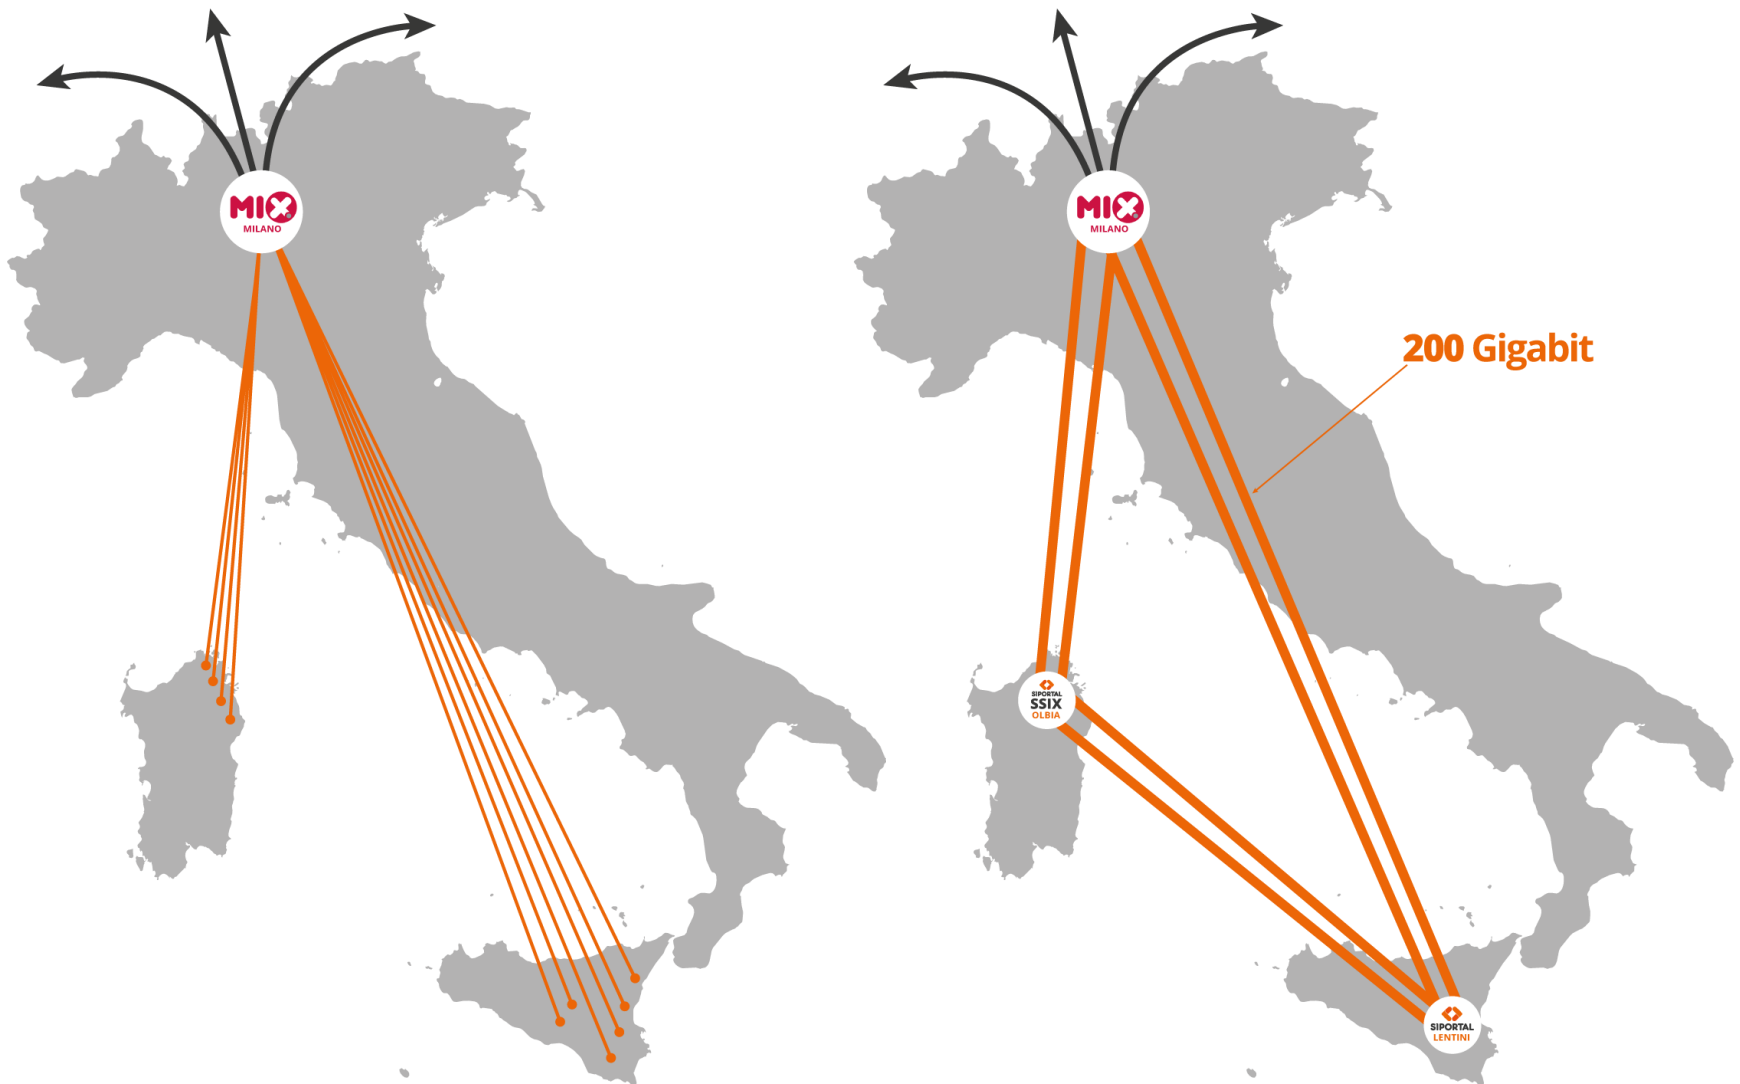 MIX
MILANO
MIX
MILANO
200 Gigabit
SIPORTAL
SSIX
OLBIA
SIPORTAL
LENTINI